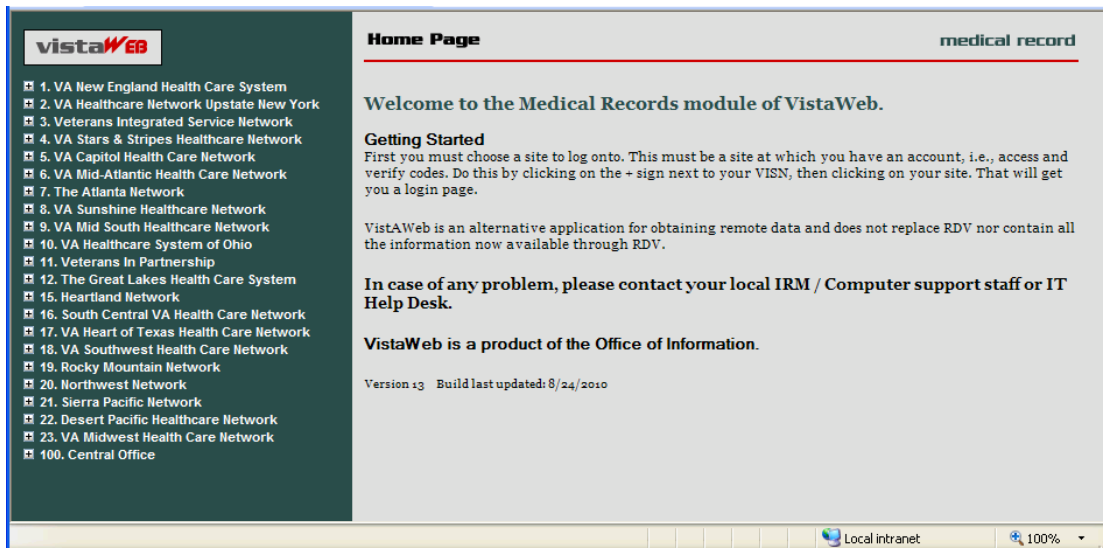 vistaWEB
1. VA New England Health Care System
2. VA Healthcare Network Upstate New York
3. Veterans Integrated Service Network
4. VA Stars & Stripes Healthcare Network
5. VA Capitol Health Care Network
6. VA Mid-Atlantic Health Care Network
7. The Atlanta Network
8. VA Sunshine Healthcare Network
9. VA Mid South Healthcare Network
10. VA Healthcare System of Ohio
11. Veterans In Partnership
12. The Great Lakes Health Care System
15. Heartland Network
16. South Central VA Health Care Network
17. VA Heart of Texas Health Care Network
18. VA Southwest Health Care Network
19. Rocky Mountain Network
20. Northwest Network
21. Sierra Pacific Network
22. Desert Pacific Healthcare Network
23. VA Midwest Health Care Network
100. Central Office
Home Page
medical record
Welcome to the Medical Records module of VistaWeb.
Getting Started
First you must choose a site to log onto. This must be a site at which you have an account, i.e., access and
verify codes. Do this by clicking on the + sign next to your VISN, then clicking on your site. That will get
you a login page.
VistAWeb is an alternative application for obtaining remote data and does not replace RDV nor contain all
the information now available through RDV.
In case of any problem, please contact your local IRM / Computer support staff or IT
Help Desk.
VistaWeb is a product of the Office of Information.
Version 13 Build last updated: 8/24/2010
Local intranet
100%